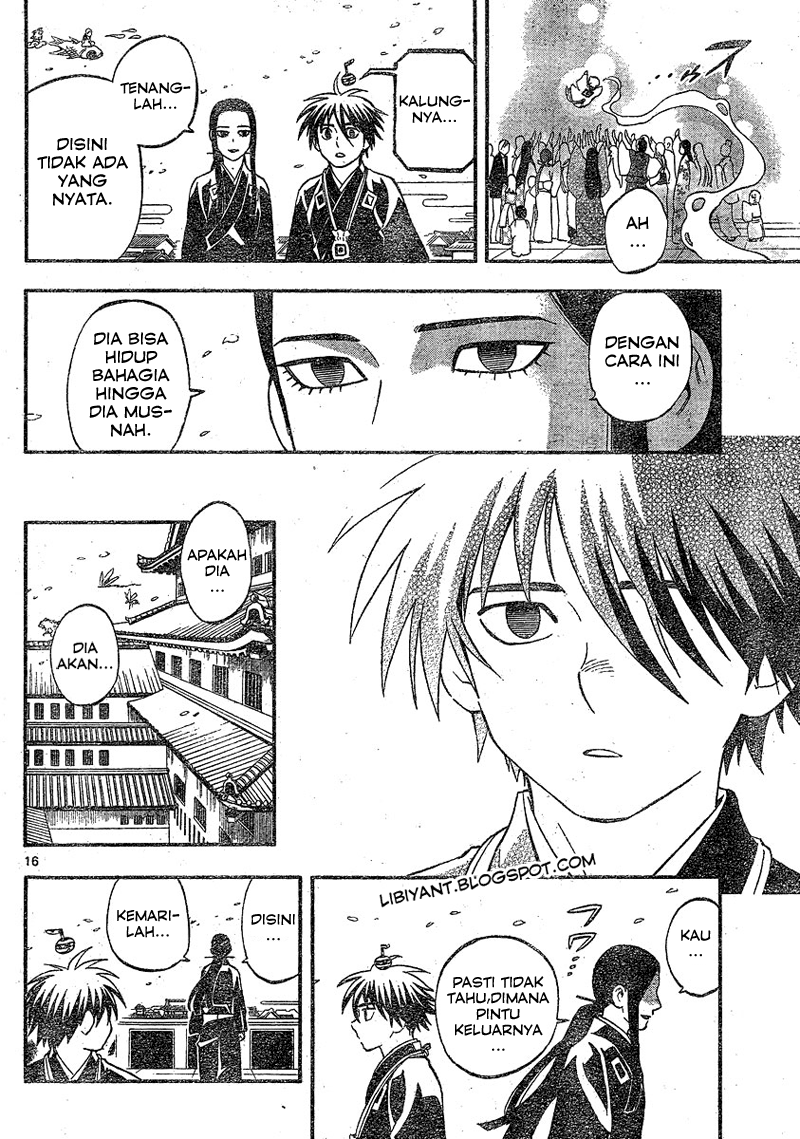 AH
...
KALUNG-
NYA...
TENANG-
LAH...
DISINI
TIDAK ADA
YANG
NYATA.
DENGAN
CARA INI
...
DIA BISA
HIDUP
BAHAGIA
HINGGA
DIA MUS-
NAH.
APAKAH
DIA
...
DIA
AKAN...
16
LIBIYANT.BLOGSPOT.COM
KAU
...
PASTI TIDAK
TAHU,DIMANA
PINTU
KELUARNYA
...
DISINI
...
KEMARI-
LAH...